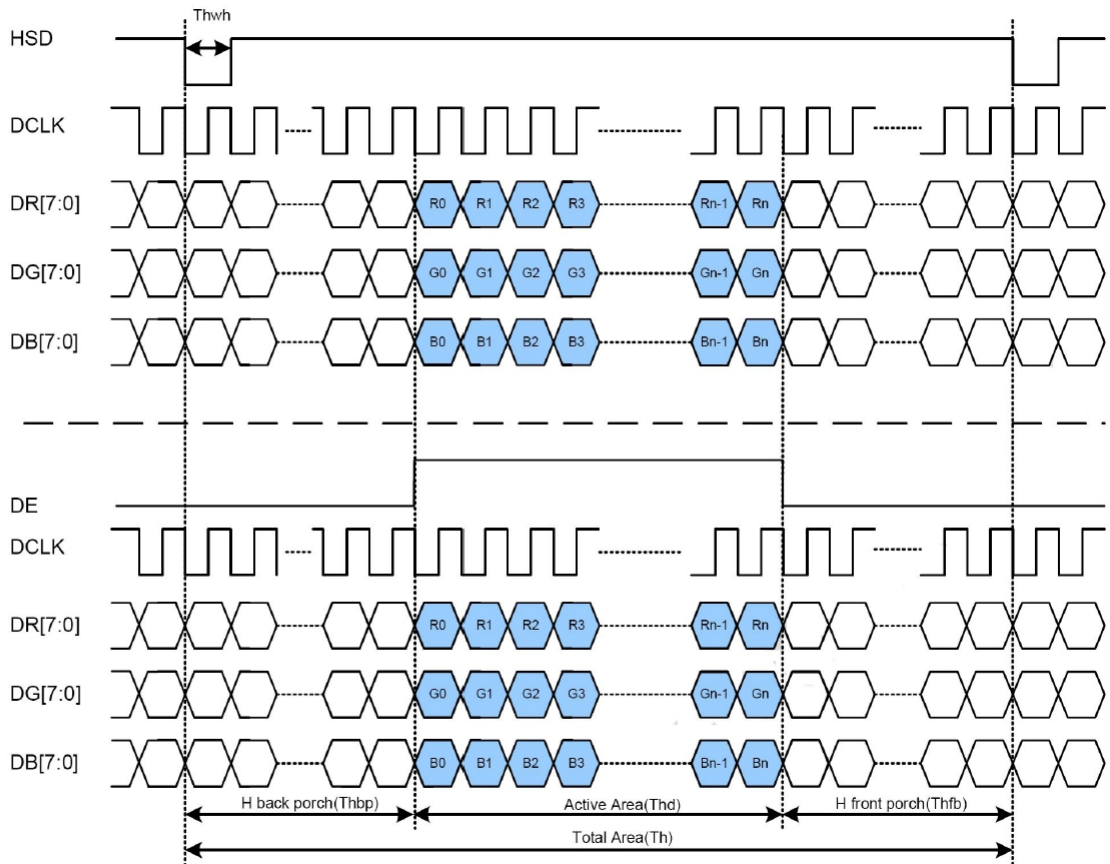 Thwh
HSD
DCLK
DR[7:0] R0 R1 R2 R3 Rn-1 Rn
DG[7:0] G0 G1 G2 G3 Gn-1 Gn
DB[7:0] B0 B1 B2 B3 Bn-1 Bn
DE
DCLK
DR[7:0] R0 R1 R2 R3 Rn-1 Rn
DG[7:0] G0 G1 G2 G3 Gn-1 Gn
DB[7:0] B0 B1 B2 B3 Bn-1 Bn
H back porch(Thbp) Active Area(Thd) H front porch(Thfb)
Total Area(Th)